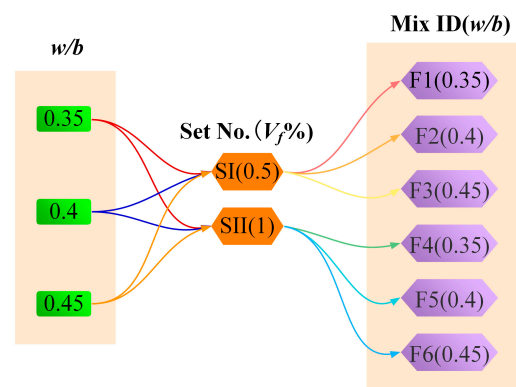 Mix ID(w/b)
w/b
0.35
0.4
0.45
Set No.(Vf%)
SI(0.5)
SII(1)
F1(0.35)
F2(0.4)
F3(0.45)
F4(0.35)
F5(0.4)
F6(0.45)